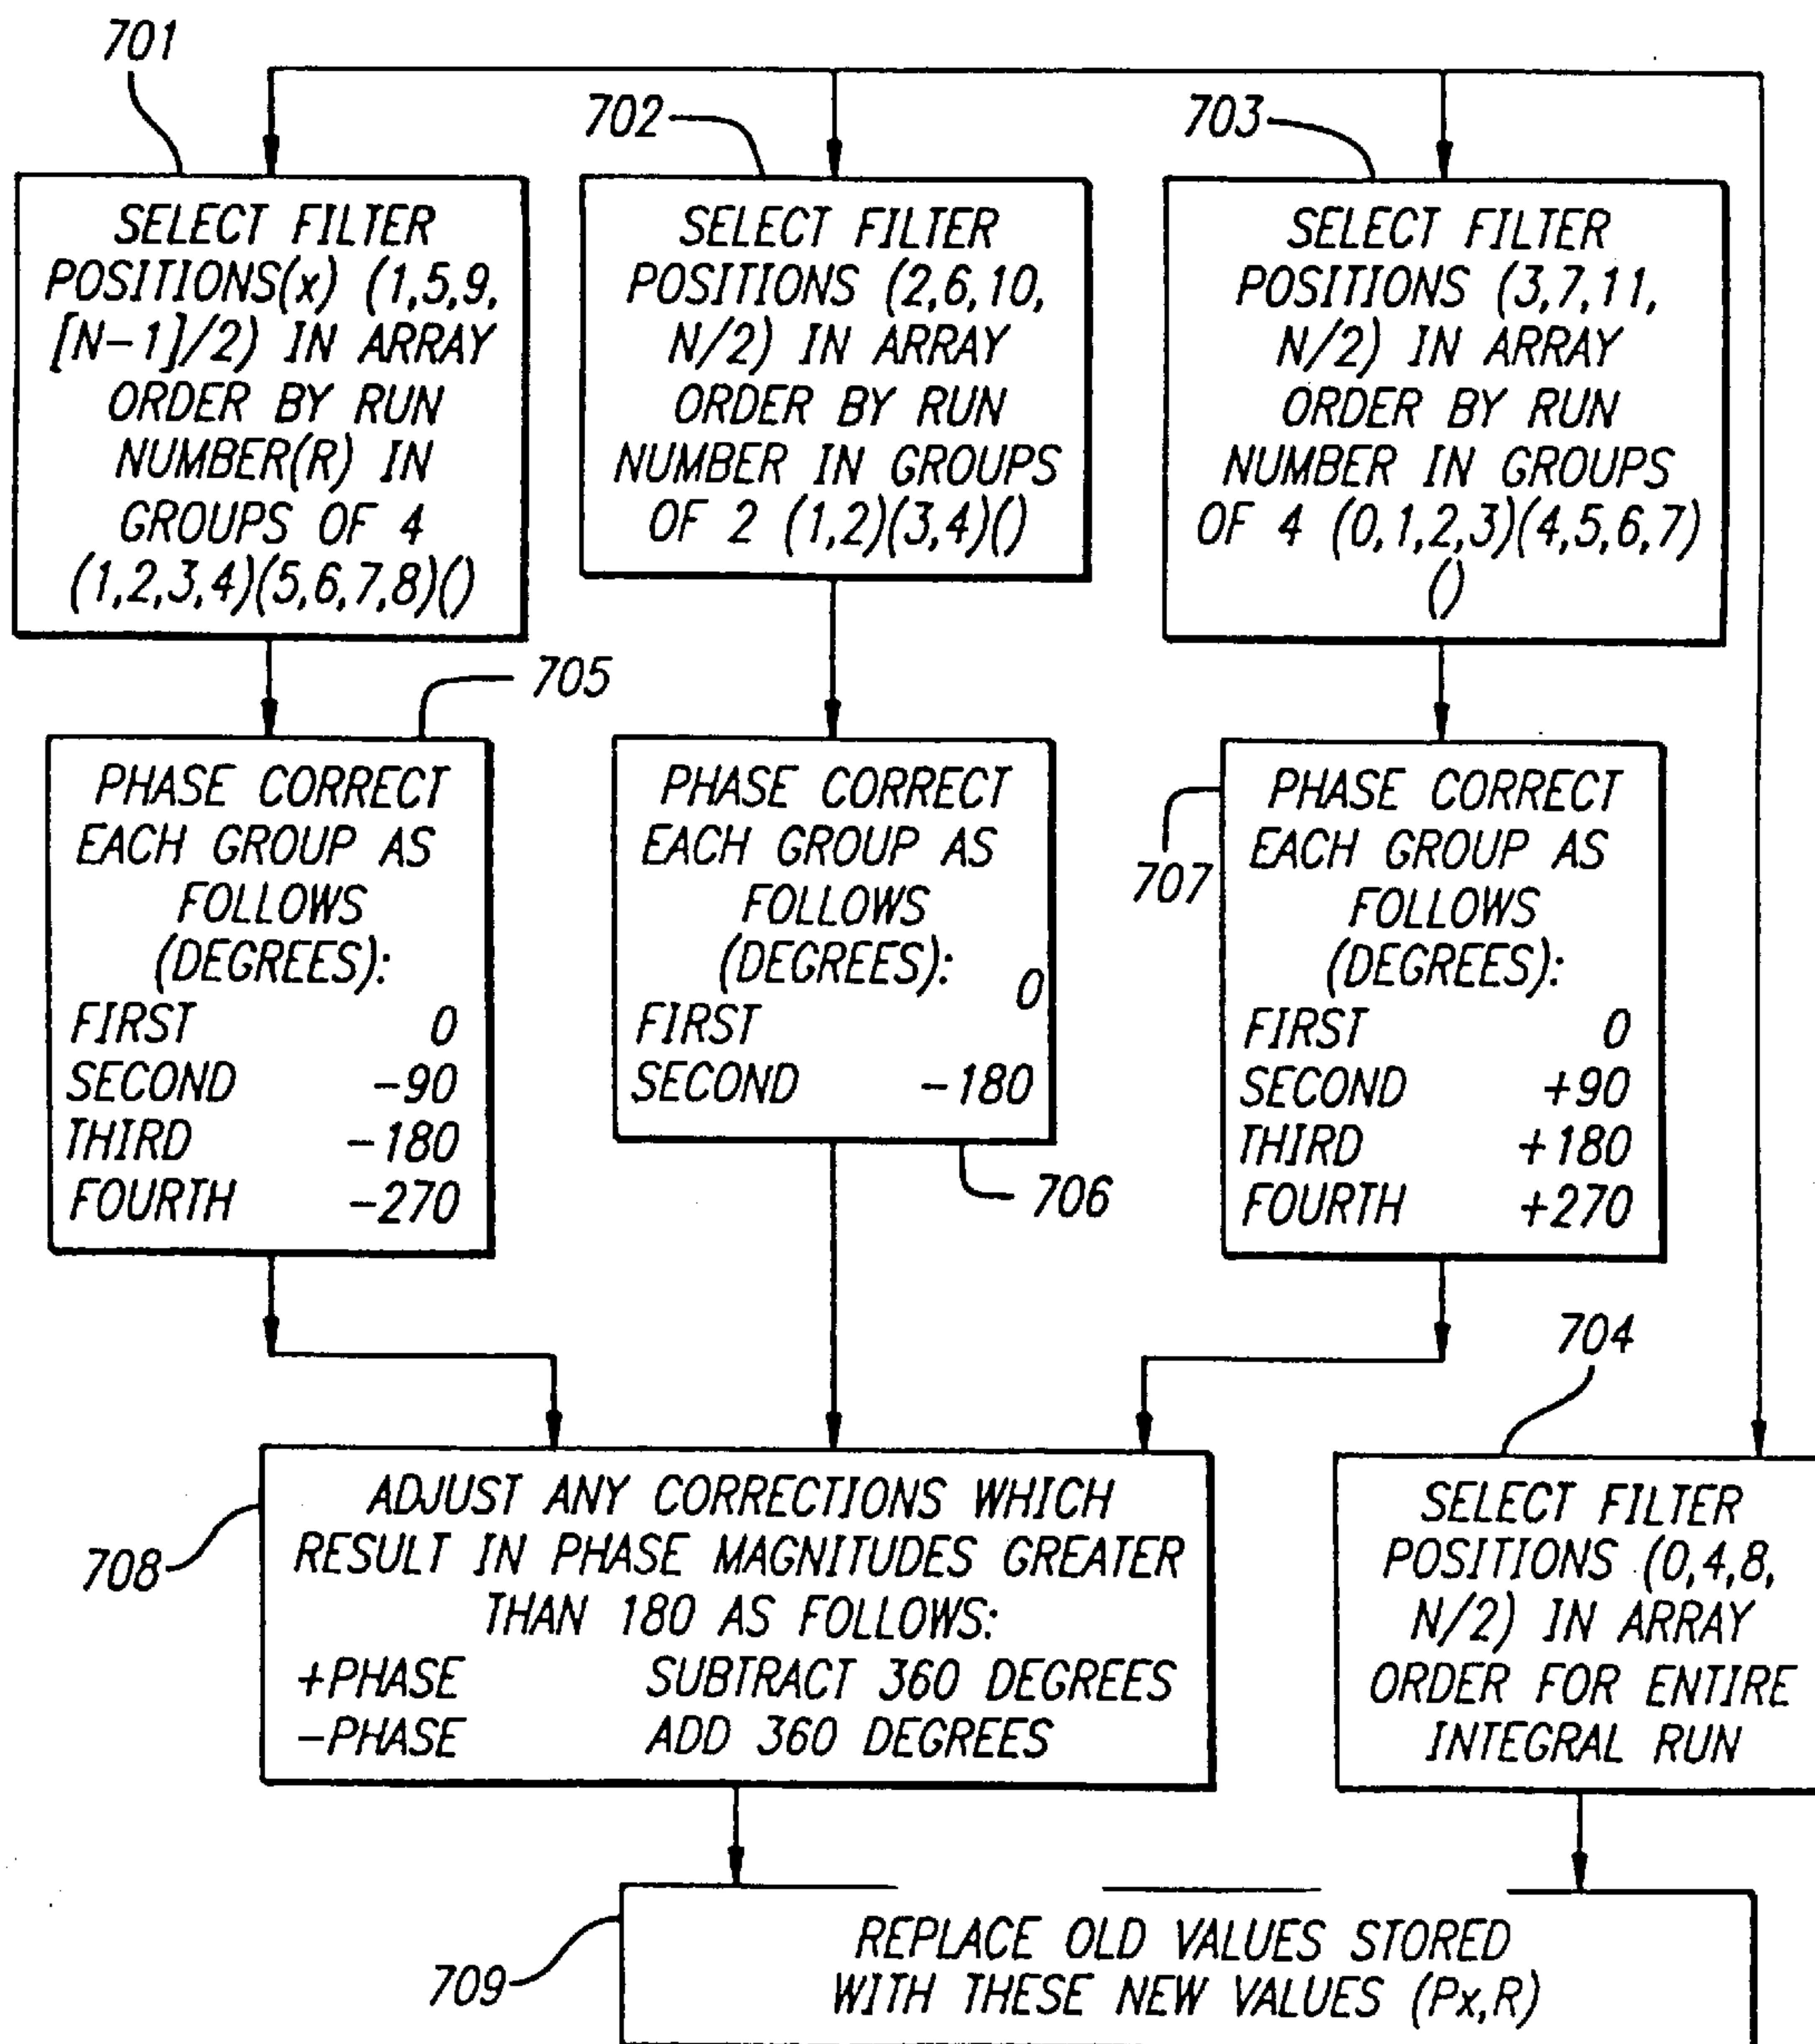 701
702
703
SELECT FILTER
POSITIONS(x) (1,5,9,
[N-1]/2) IN ARRAY
ORDER BY RUN
NUMBER(R) IN
GROUPS OF 4
(1,2,3,4)(5,6,7,8)()
SELECT FILTER
POSITIONS (2,6,10,
N/2) IN ARRAY
ORDER BY RUN
NUMBER IN GROUPS
OF 2 (1,2)(3,4)()
SELECT FILTER
POSITIONS (3,7,11,
N/2) IN ARRAY
ORDER BY RUN
NUMBER IN GROUPS
OF 4 (0,1,2,3)(4,5,6,7)
()
705
PHASE CORRECT
EACH GROUP AS
FOLLOWS
(DEGREES):
FIRST 0
SECOND -90
THIRD -180
FOURTH -270
PHASE CORRECT
EACH GROUP AS
FOLLOWS
(DEGREES):
0
FIRST
SECOND -180
706
707
PHASE CORRECT
EACH GROUP AS
FOLLOWS
(DEGREES):
FIRST 0
SECOND +90
THIRD +180
FOURTH +270
704
708
ADJUST ANY CORRECTIONS WHICH
RESULT IN PHASE MAGNITUDES GREATER
THAN 180 AS FOLLOWS:
+PHASE SUBTRACT 360 DEGREES
-PHASE ADD 360 DEGREES
SELECT FILTER
POSITIONS (0,4,8,
N/2) IN ARRAY
ORDER FOR ENTIRE
INTEGRAL RUN
709
REPLACE OLD VALUES STORED
WITH THESE NEW VALUES (Px,R)